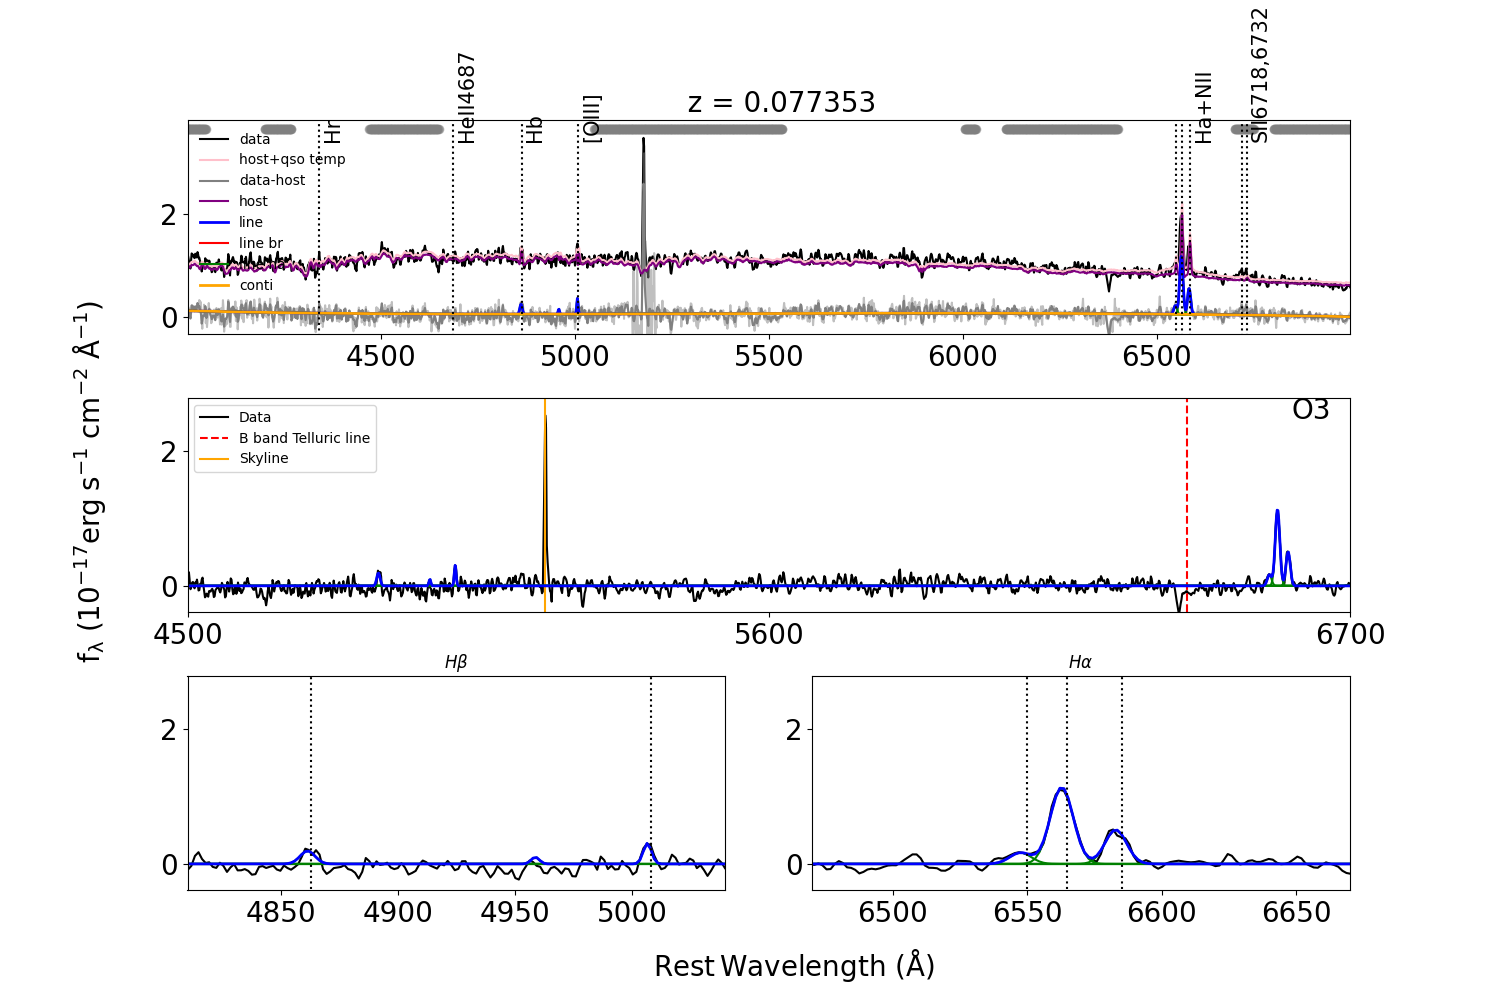 z = 0.077353
Hr
HeII4687
Hb
[OIII]
Ha+NII
SII6718,6732
data
host+qso temp
data-host
host
line
line br
conti
2
0
4500 5000 5500 6000 6500
O3
Data
B band Telluric line
Skyline
2
0
4500 5600 6700
fλ (10⁻¹⁷erg s⁻¹ cm⁻² Å⁻¹)
Hβ
2
0
4850 4900 4950 5000
Hα
2
0
6500 6550 6600 6650
Rest Wavelength (Å)